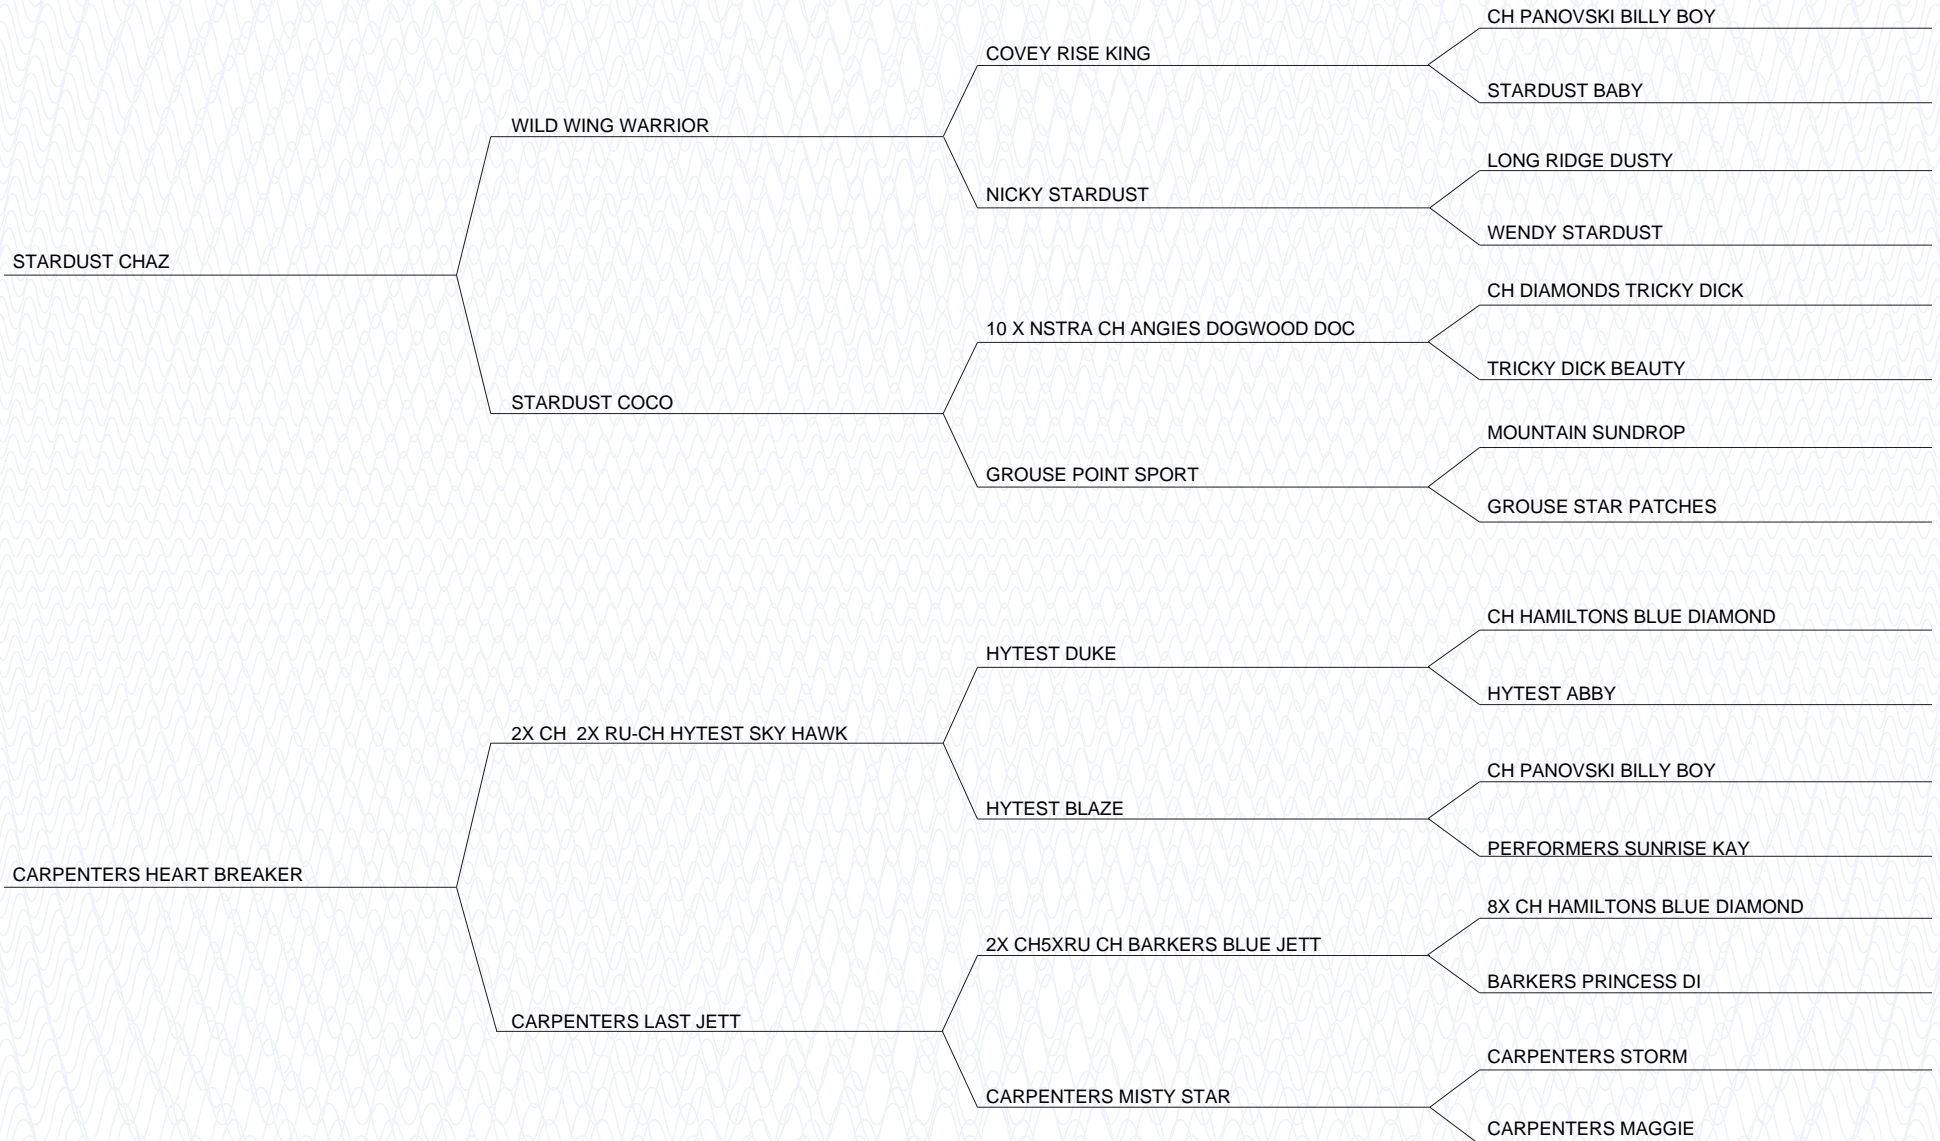 CH PANOVSKI BILLY BOY
COVEY RISE KING
STARDUST BABY
WILD WING WARRIOR
LONG RIDGE DUSTY
NICKY STARDUST
WENDY STARDUST
STARDUST CHAZ
CH DIAMONDS TRICKY DICK
10 X NSTRA CH ANGIES DOGWOOD DOC
TRICKY DICK BEAUTY
STARDUST COCO
MOUNTAIN SUNDROP
GROUSE POINT SPORT
GROUSE STAR PATCHES
CH HAMILTONS BLUE DIAMOND
HYTEST DUKE
HYTEST ABBY
2X CH  2X RU-CH HYTEST SKY HAWK
CH PANOVSKI BILLY BOY
HYTEST BLAZE
PERFORMERS SUNRISE KAY
CARPENTERS HEART BREAKER
8X CH HAMILTONS BLUE DIAMOND
2X CH5XRU CH BARKERS BLUE JETT
BARKERS PRINCESS DI
CARPENTERS LAST JETT
CARPENTERS STORM
CARPENTERS MISTY STAR
CARPENTERS MAGGIE